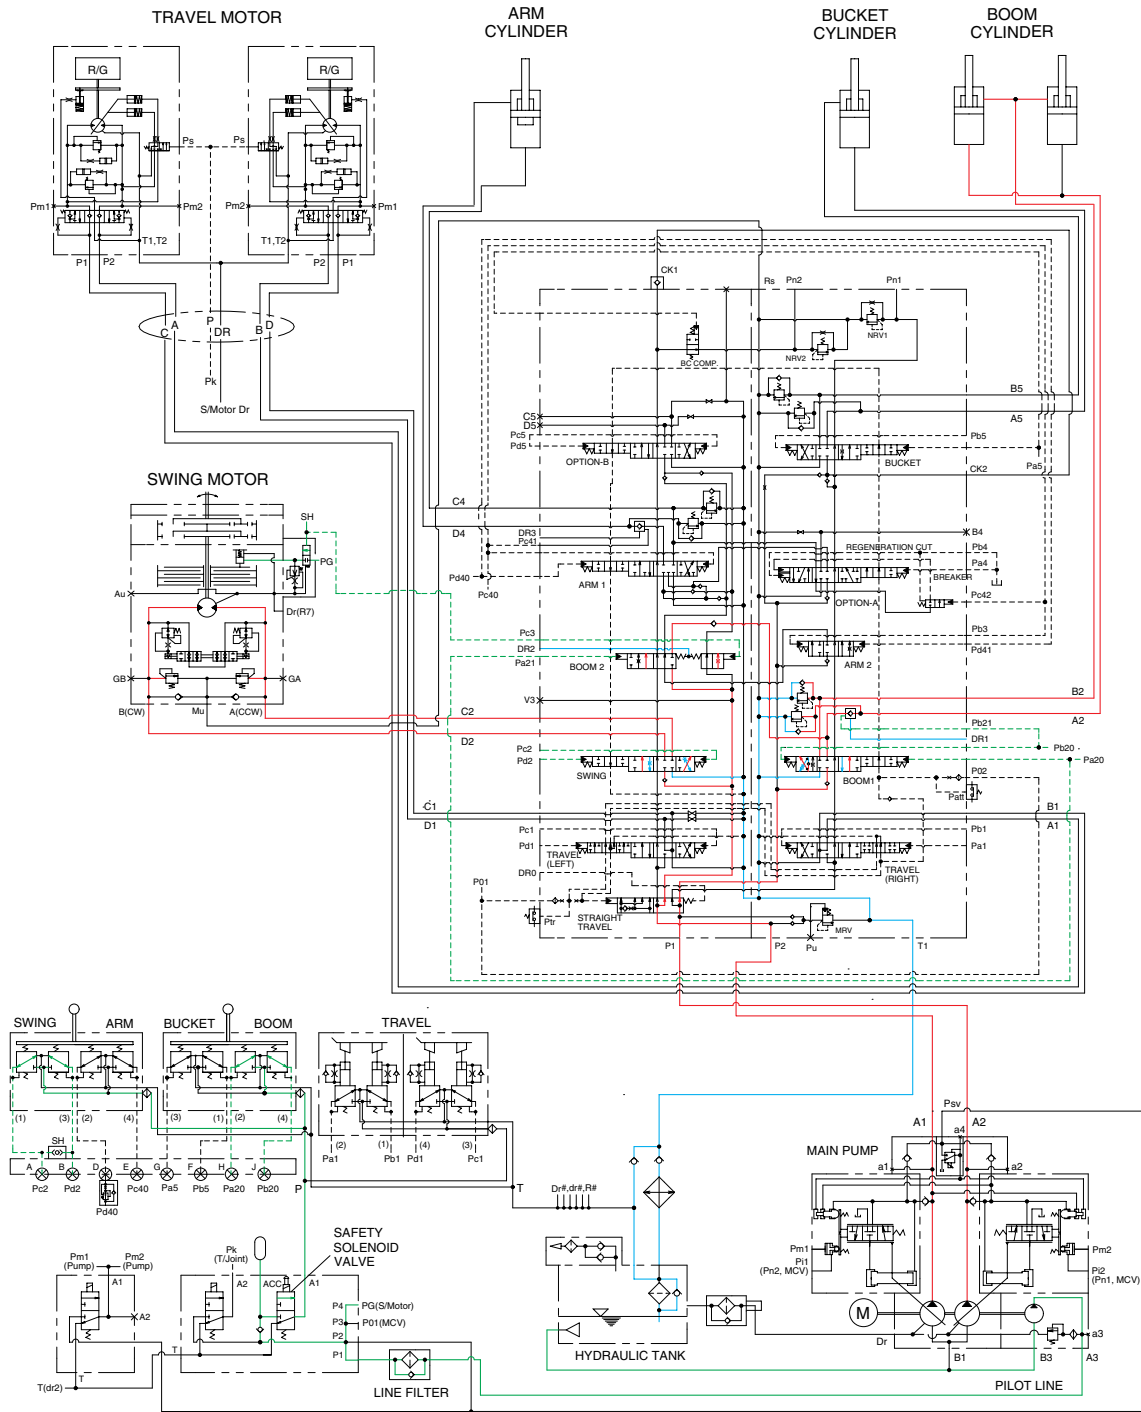 TRAVEL MOTOR
ARM
CYLINDER
BUCKET
CYLINDER
BOOM
CYLINDER
R/G
R/G
Ps
Ps
Pm1
Pm2
Pm2
Pm1
T1,T2
T1,T2
P1
P2
P2
P1
C
A
P
DR
B
D
Pk
S/Motor Dr
CK1
Rs
Pn2
Pn1
NRV1
NRV2
BC COMP.
B5
A5
C5
D5
Pc5
Pd5
OPTION-B
Pb5
BUCKET
Pa5
CK2
SWING MOTOR
SH
PG
Au
Dr(R7)
GB
GA
B(CW)
Mu
A(CCW)
C4
D4
DR3
Pc41
Pd40
Pc40
ARM 1
B4
REGENERATIION CUT
Pb4
Pa4
BREAKER
OPTION-A
Pc42
Pc3
DR2
Pa21
BOOM 2
Pb3
Pd41
ARM 2
V3
C2
D2
B2
A2
Pb21
DR1
Pb20
Pa20
Pc2
Pd2
SWING
BOOM1
P02
Patt
C1
D1
B1
A1
Pc1
Pd1
TRAVEL
(LEFT)
Pb1
Pa1
TRAVEL
(RIGHT)
DR0
P01
Ptr
STRAIGHT
TRAVEL
MRV
P1
P2
Pu
T1
SWING
ARM
BUCKET
BOOM
TRAVEL
(1)
(3)
(2)
(4)
(3)
(1)
(2)
(4)
(2)
(1)
(4)
(3)
Pa1
Pb1
Pd1
Pc1
SH
A
B
D
E
G
F
H
J
Pc2
Pd2
Pc40
Pa5
Pb5
Pa20
Pb20
Pd40
P
T
Dr#,dr#,R#
Psv
A1
A2
a4
MAIN PUMP
a1
a2
Pm1
Pi1
(Pn2, MCV)
Pm2
Pi2
(Pn1, MCV)
M
Dr
a3
B1
B3
A3
PILOT LINE
HYDRAULIC TANK
SAFETY
SOLENOID
VALVE
Pm1
(Pump)
Pm2
(Pump)
Pk
(T/Joint)
A1
A2
A2
ACC
A1
P4
PG(S/Motor)
P3
P01(MCV)
P2
P1
T
T
T(dr2)
LINE FILTER